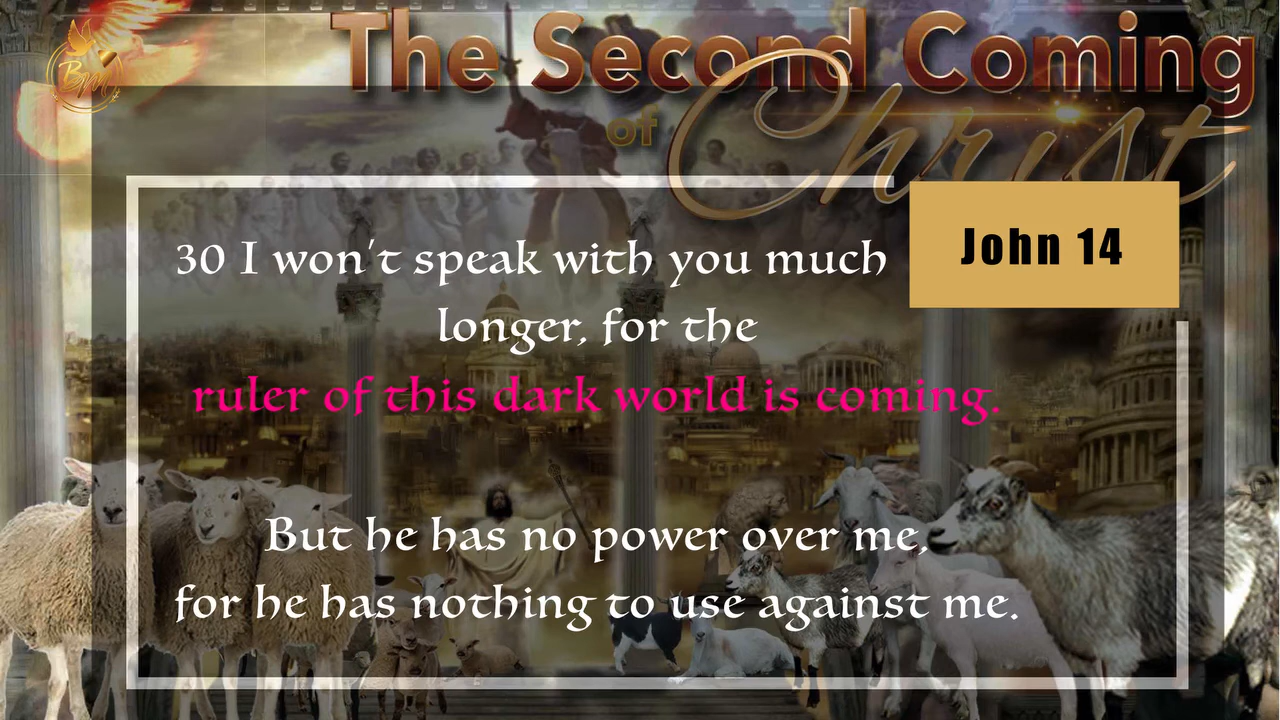 BM
The Second Coming
of Christ
John 14
30 I won't speak with you much
longer, for the
ruler of this dark world is coming.
But he has no power over me,
for he has nothing to use against me.